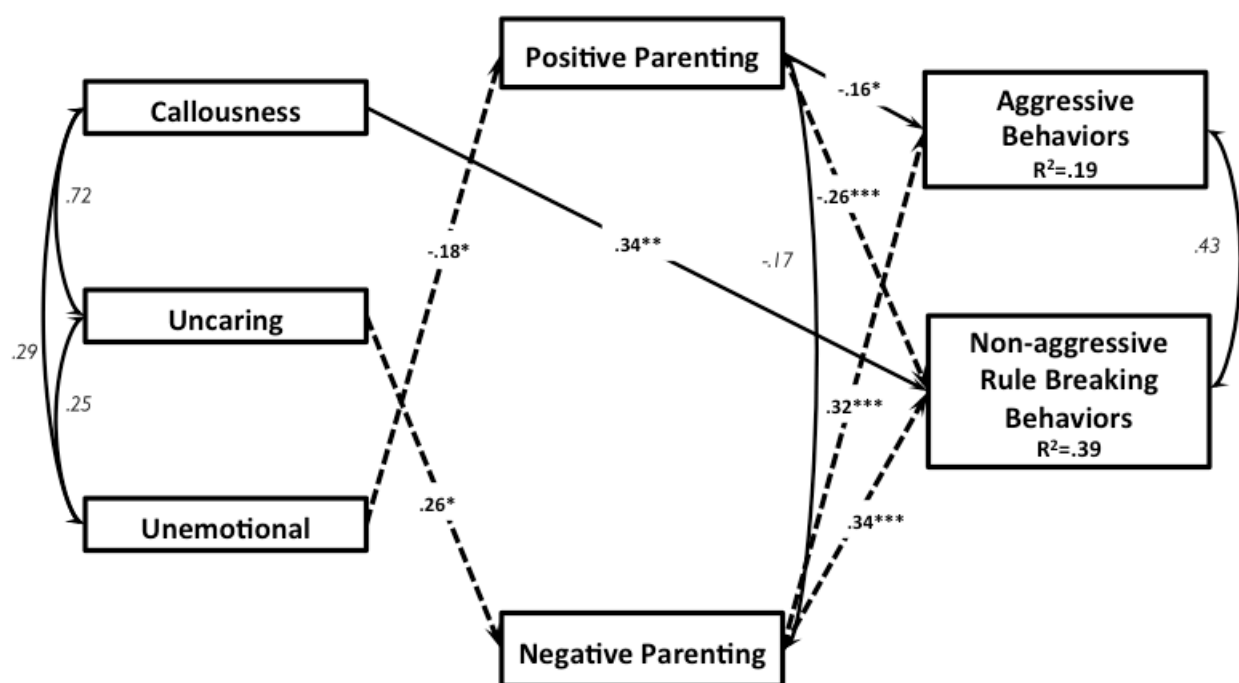 Positive Parenting
Callousness
-.16*
Aggressive
Behaviors
R²=.19
.72
-.26***
-.18*
.34**
-.17
.43
Uncaring
Non-aggressive
Rule Breaking
Behaviors
R²=.39
.29
.25
.32***
.26*
.34***
Unemotional
Negative Parenting